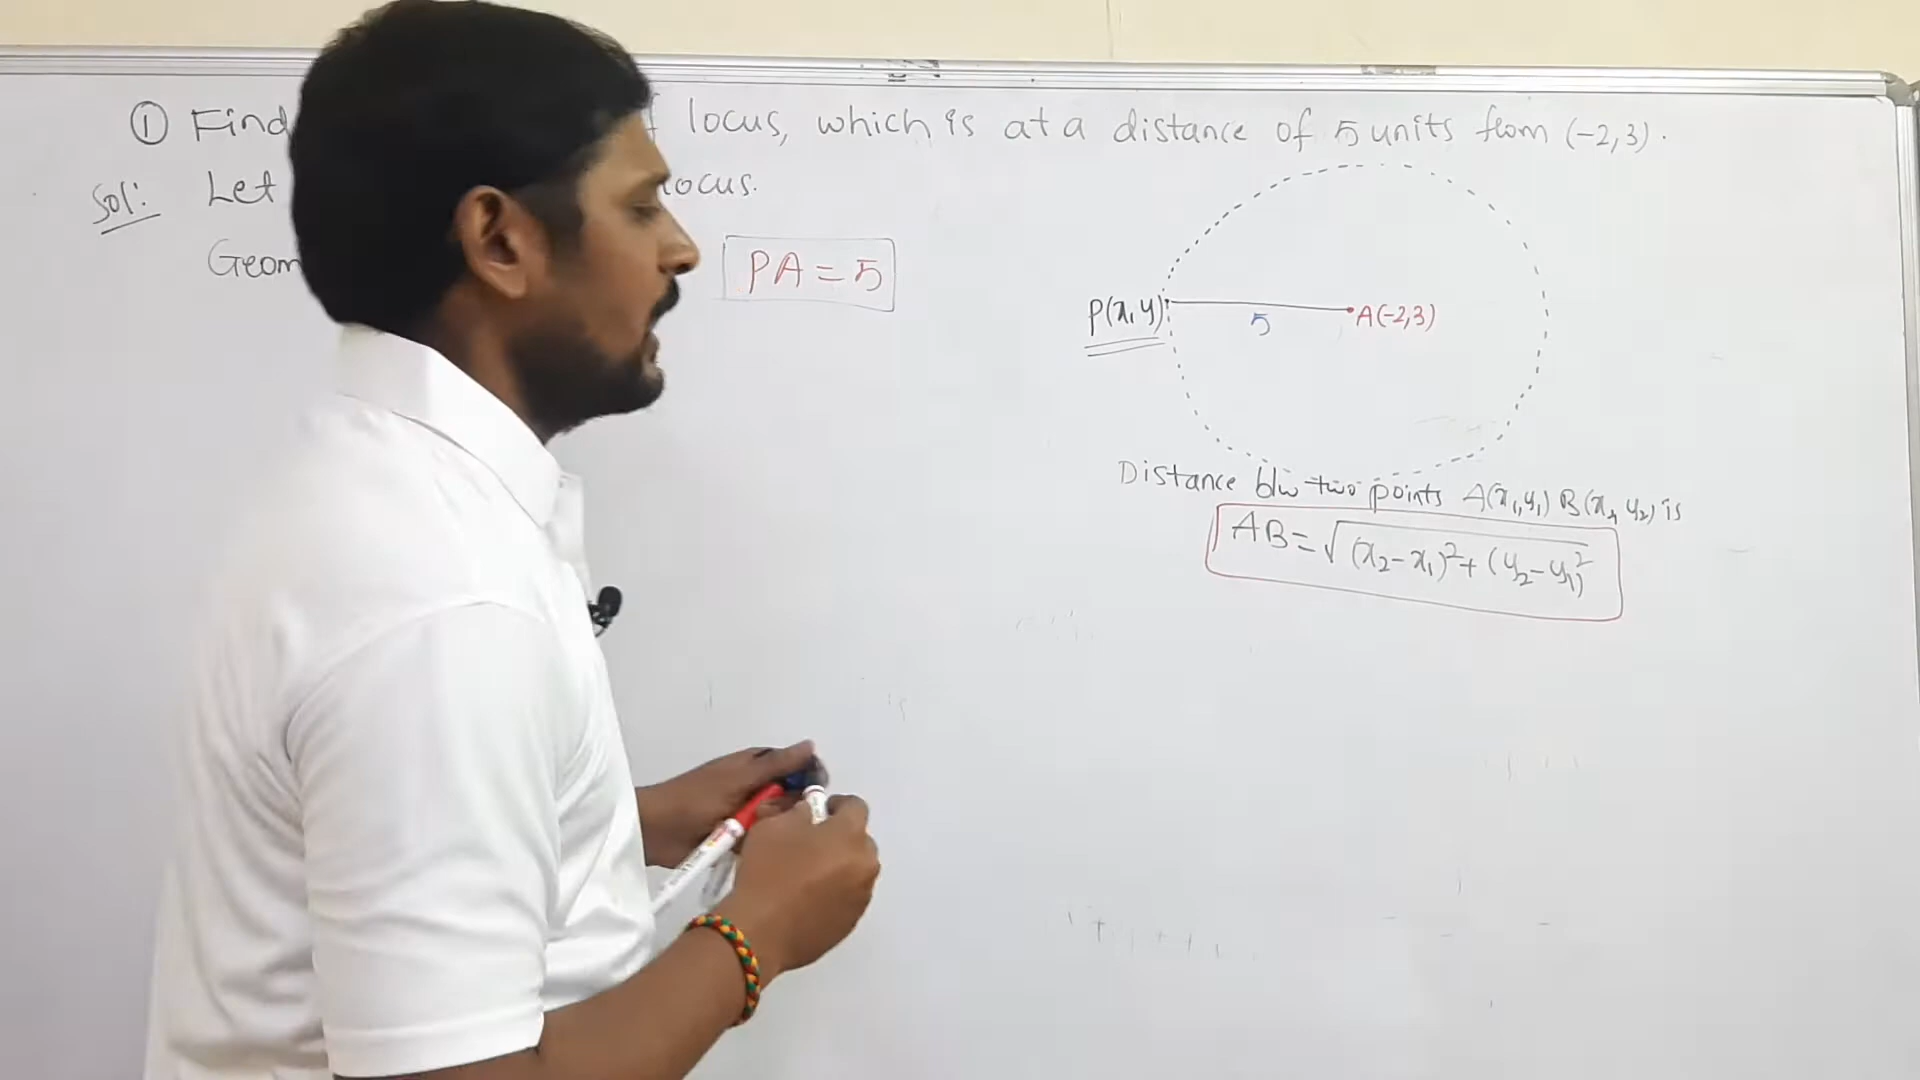 ① Find f locus, which is at a distance of 5 units from (-2,3).
Sol: Let locus.
Geom PA = 5
P(x, y) 5 A(-2,3)
Distance b/w two points A(x₁,y₁) B(x₂, y₂) is
AB = √(x₂-x₁)² + (y₂-y₁)²